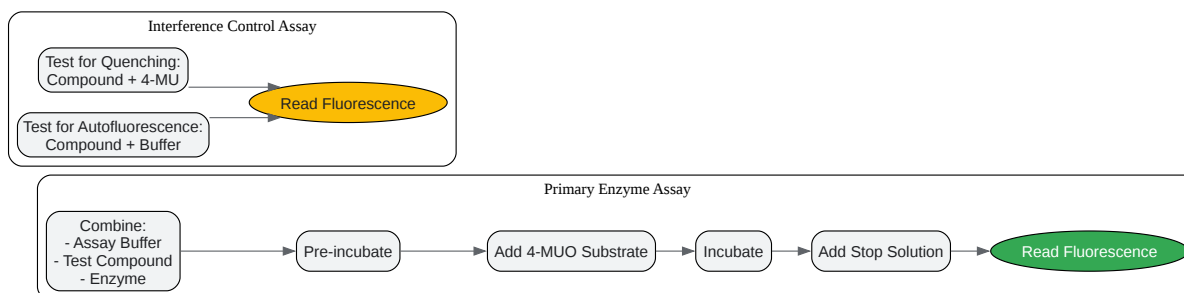 Interference Control Assay
Test for Quenching:
Compound + 4-MU
Read Fluorescence
Test for Autofluorescence:
Compound + Buffer
Primary Enzyme Assay
Combine:
- Assay Buffer
- Test Compound
- Enzyme
Pre-incubate
Add 4-MUO Substrate
Incubate
Add Stop Solution
Read Fluorescence